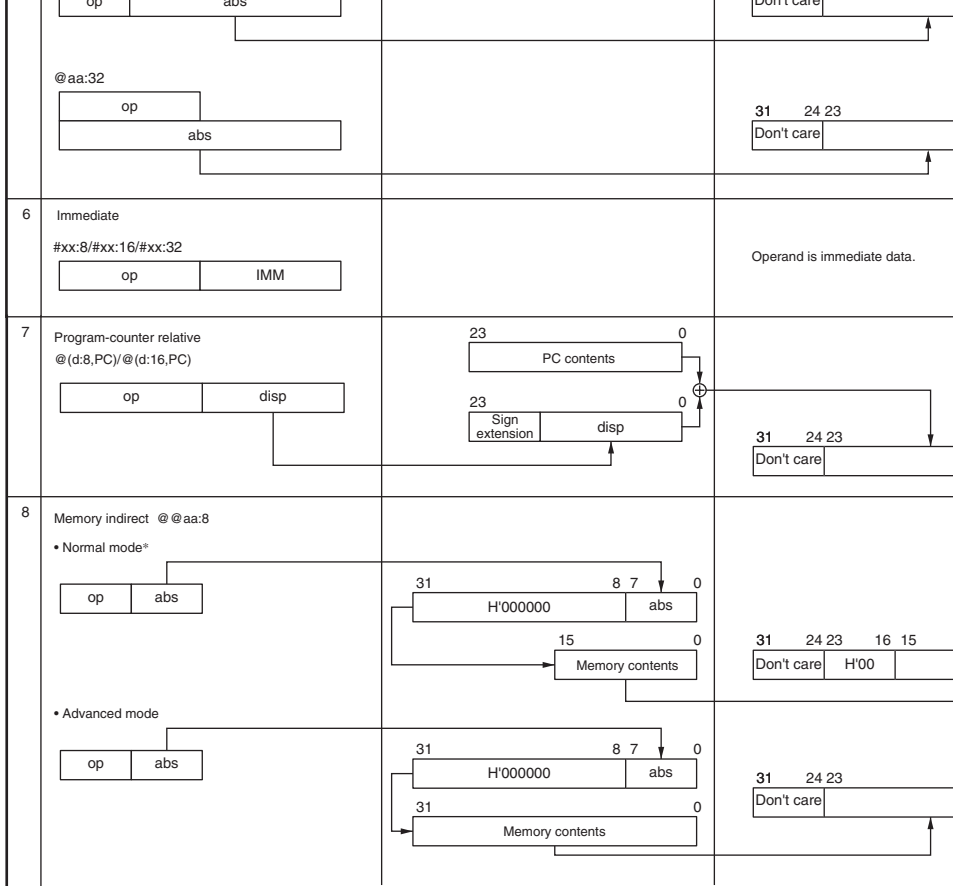 op abs Don't care
@aa:32
op
31 24 23
abs Don't care
6 Immediate
#xx:8/#xx:16/#xx:32
op IMM
Operand is immediate data.
7 Program-counter relative
@(d:8,PC)/@(d:16,PC)
23 0
PC contents
op disp
23 0
Sign extension disp
31 24 23
Don't care
8 Memory indirect @@aa:8
• Normal mode*
op abs
31 8 7 0
H'000000 abs
15 0
Memory contents
31 24 23 16 15
Don't care H'00
• Advanced mode
op abs
31 8 7 0
H'000000 abs
31 0
Memory contents
31 24 23
Don't care